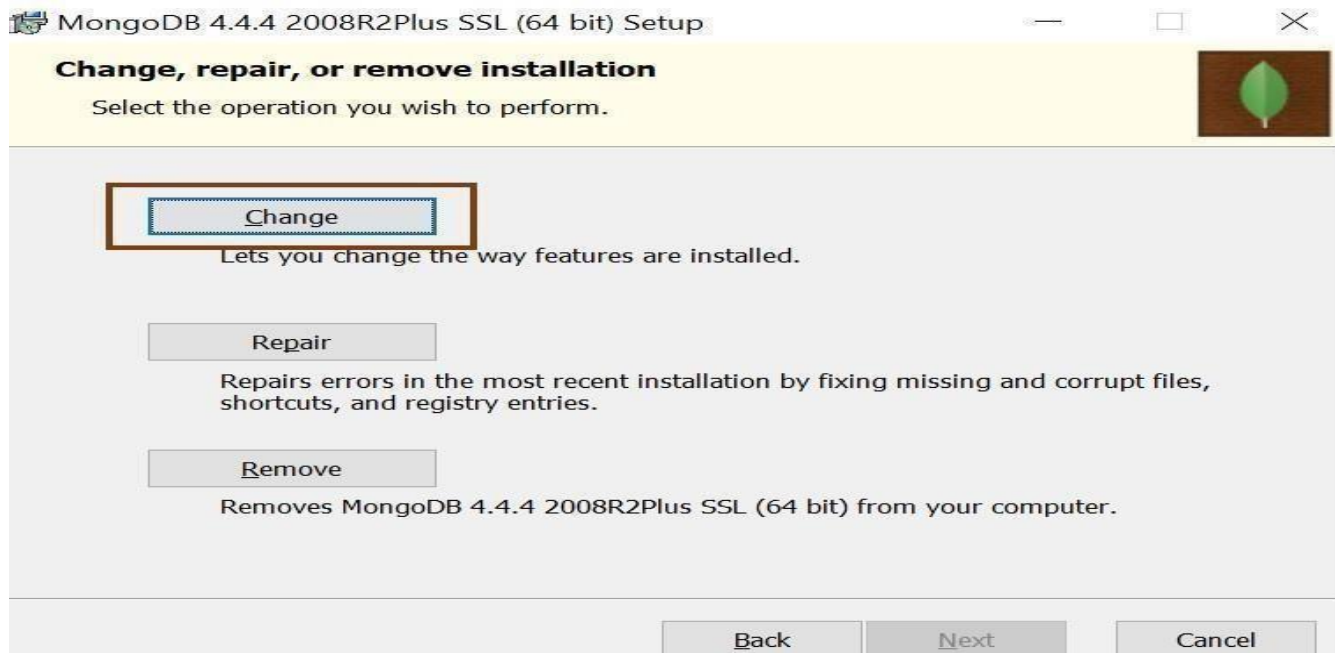 MongoDB 4.4.4 2008R2Plus SSL (64 bit) Setup
Change, repair, or remove installation
Select the operation you wish to perform.
Change
Lets you change the way features are installed.
Repair
Repairs errors in the most recent installation by fixing missing and corrupt files,
shortcuts, and registry entries.
Remove
Removes MongoDB 4.4.4 2008R2Plus SSL (64 bit) from your computer.
Back Next Cancel